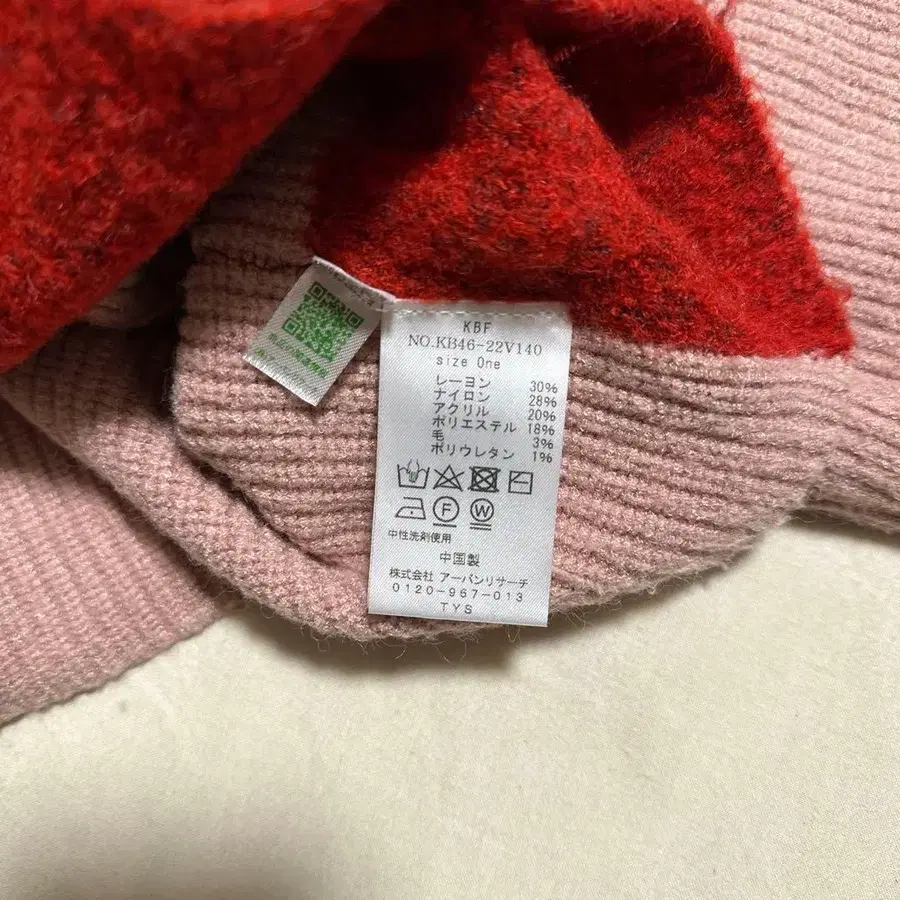 KBF
NO.KB46-22V140
size One
レーヨン 30%
ナイロン 28%
アクリル 20%
ポリエステル 18%
毛 3%
ポリウレタン 1%
F W
中性洗剤使用
中国製
株式会社 アーバンリサーチ
0120-967-013
TYS